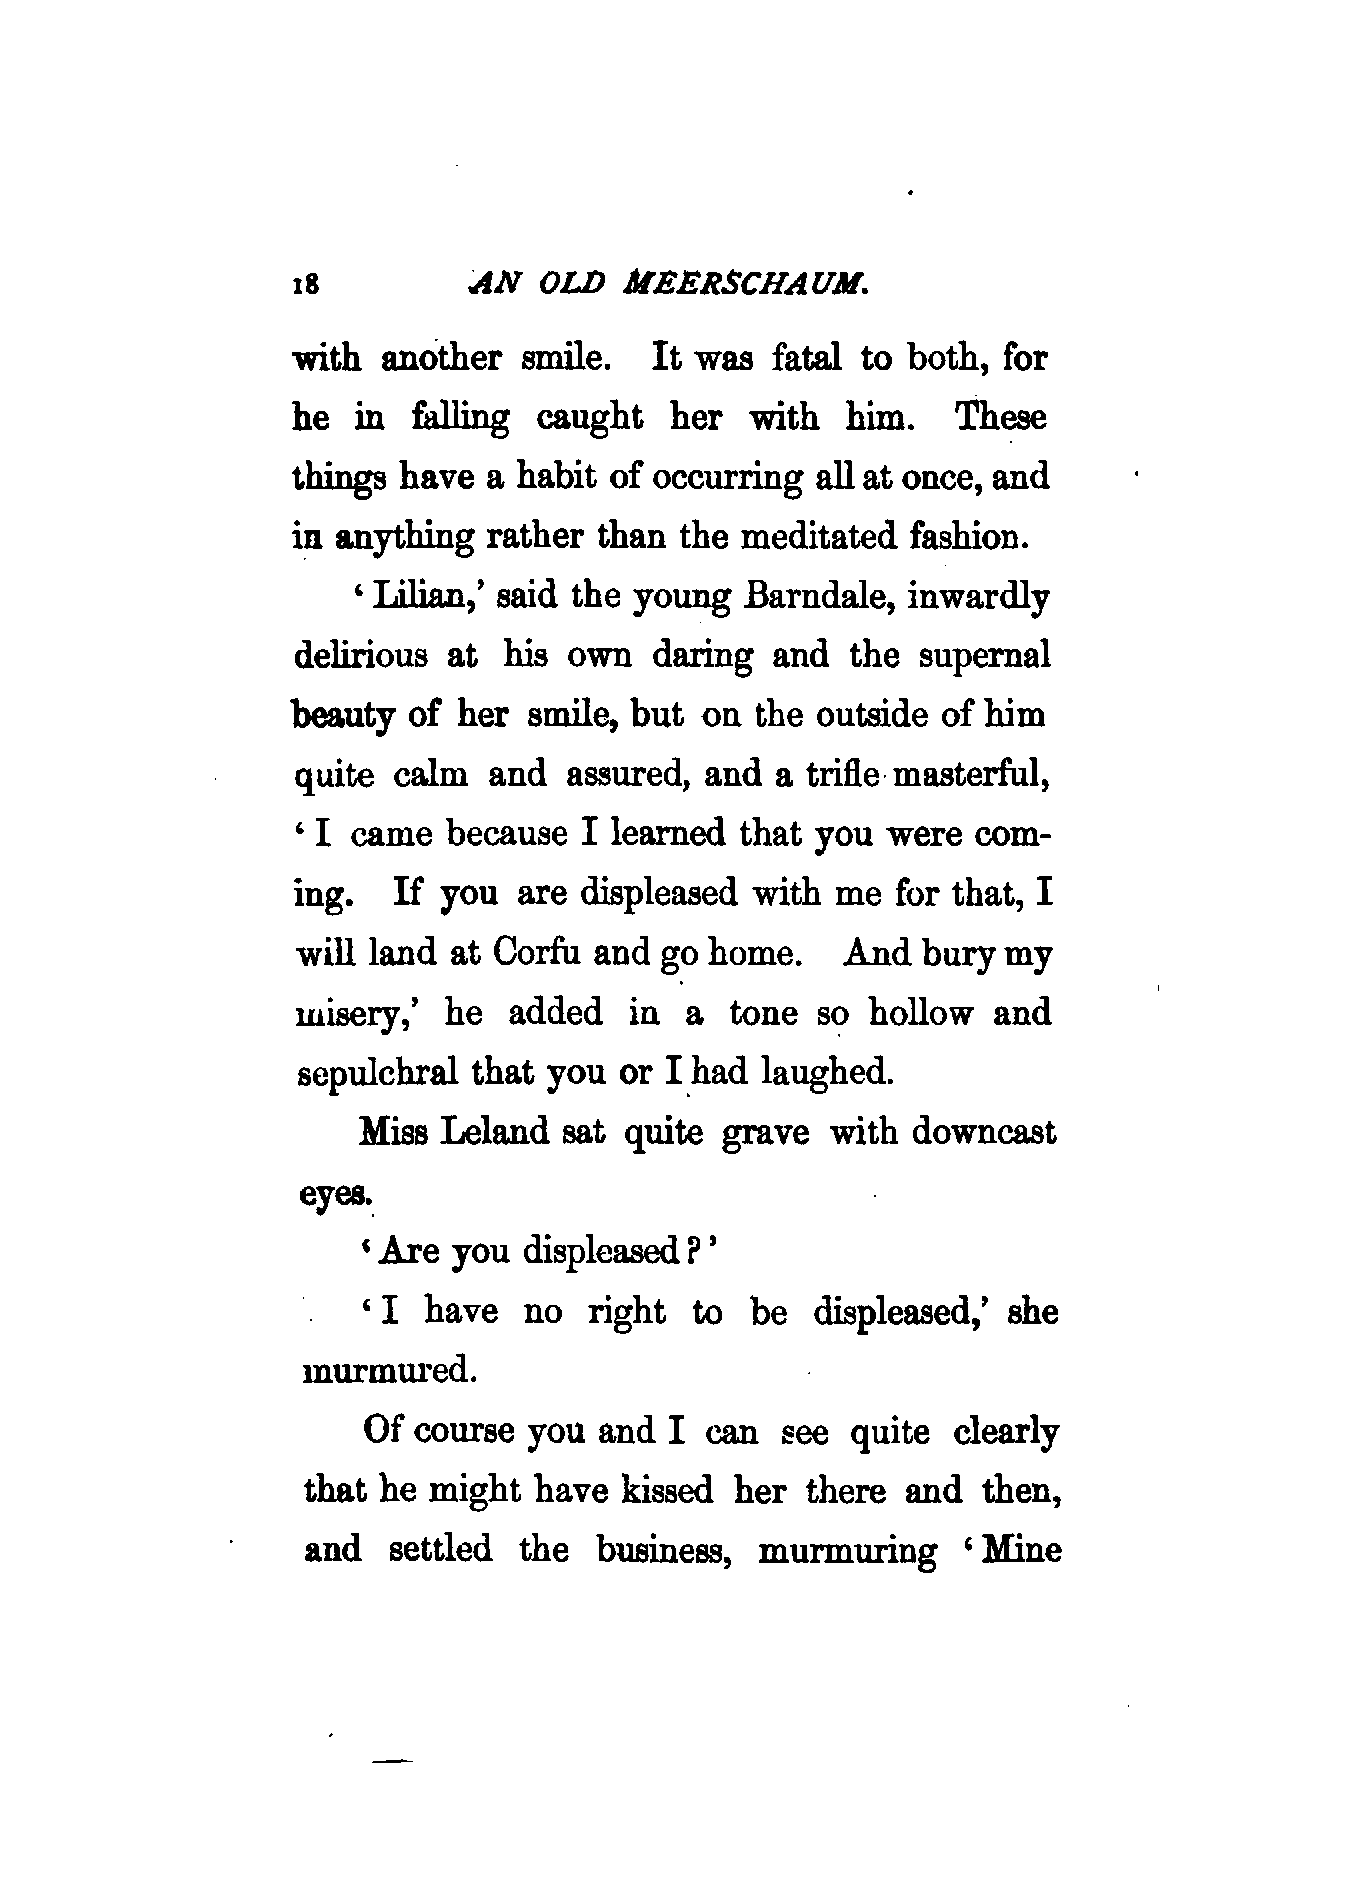 18 AN OLD MEERSCHAUM.
with another smile. It was fatal to both, for
he in falling caught her with him. These
things have a habit of occurring all at once, and
in anything rather than the meditated fashion.
‘Lilian,’ said the young Barndale, inwardly
delirious at his own daring and the supernal
beauty of her smile, but on the outside of him
quite calm and assured, and a trifle masterful,
‘I came because I learned that you were com-
ing. If you are displeased with me for that, I
will land at Corfu and go home. And bury my
misery,’ he added in a tone so hollow and
sepulchral that you or I had laughed.
Miss Leland sat quite grave with downcast
eyes.
‘Are you displeased?’
‘I have no right to be displeased,’ she
murmured.
Of course you and I can see quite clearly
that he might have kissed her there and then,
and settled the business, murmuring ‘Mine